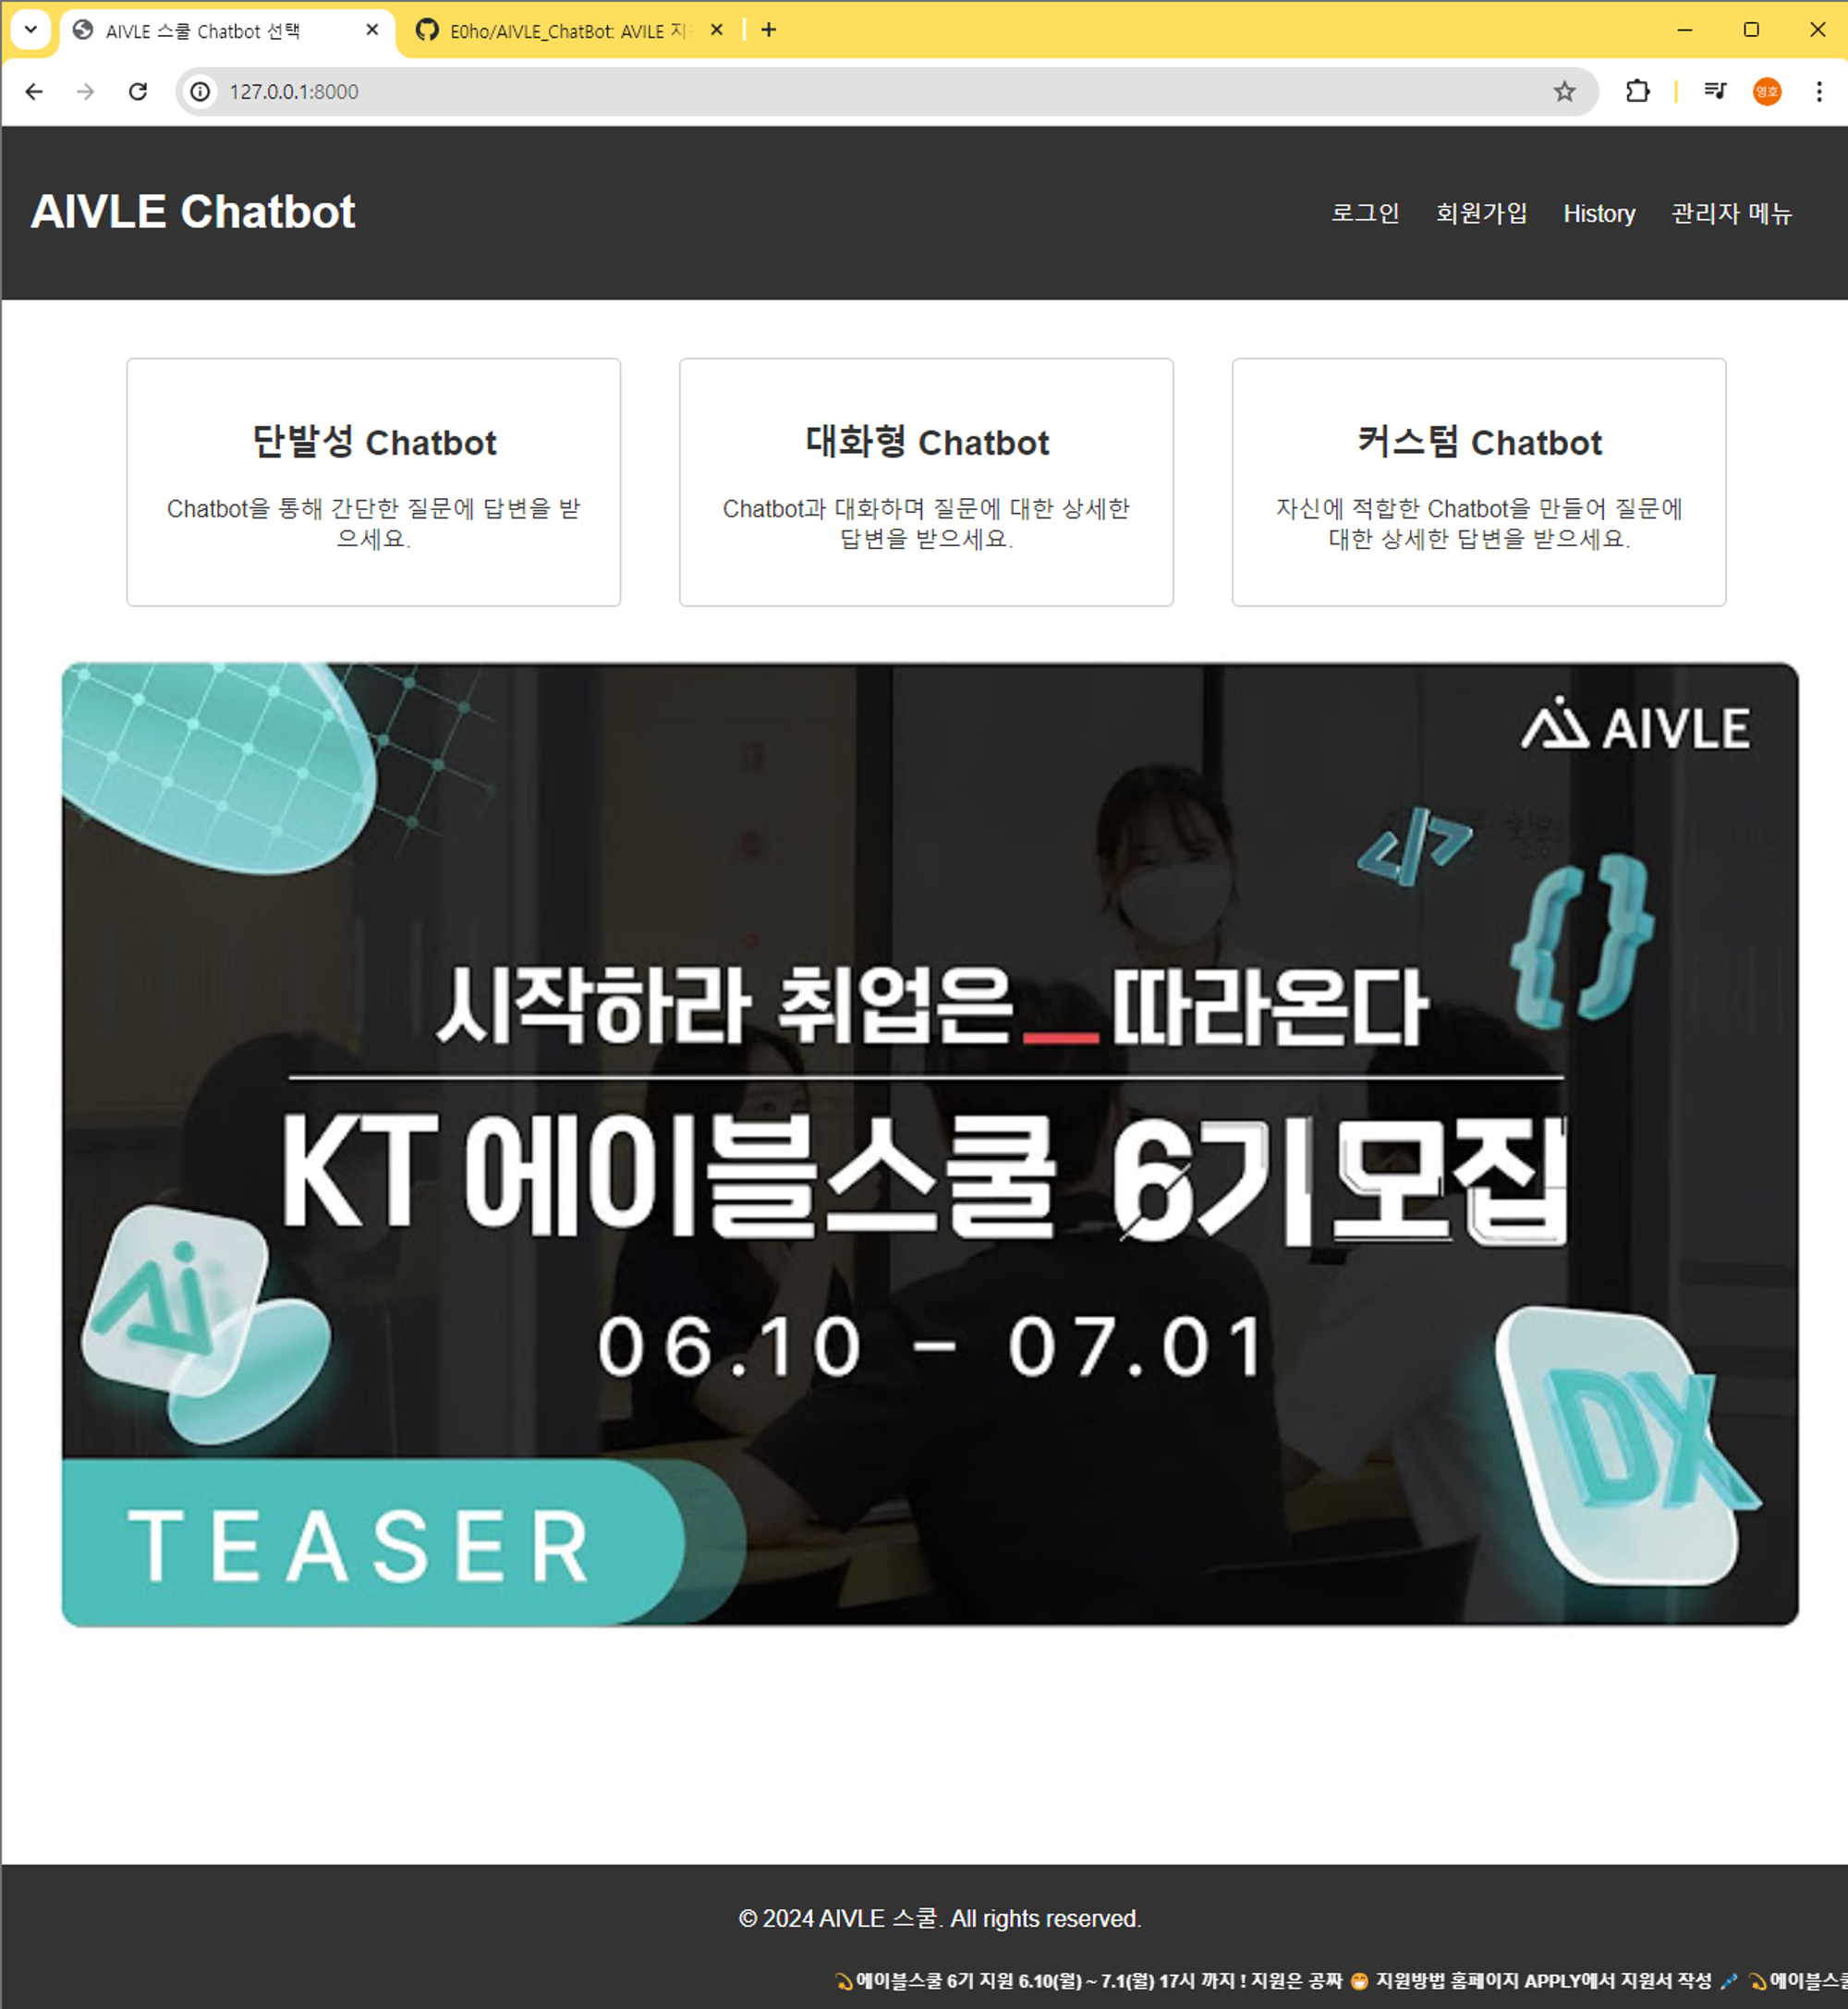 AIVLE 스쿨 Chatbot 선택
E0ho/AIVLE_ChatBot: AVILE 지
127.0.0.1:8000
영호
AIVLE Chatbot
로그인 회원가입 History 관리자 메뉴
단발성 Chatbot
Chatbot을 통해 간단한 질문에 답변을 받
으세요.
대화형 Chatbot
Chatbot과 대화하며 질문에 대한 상세한
답변을 받으세요.
커스텀 Chatbot
자신에 적합한 Chatbot을 만들어 질문에
대한 상세한 답변을 받으세요.
AIVLE
</>
{}
시작하라 취업은_따라온다
KT 에이블스쿨 6기모집
Ai
06.10 – 07.01
DX
TEASER
© 2024 AIVLE 스쿨. All rights reserved.
💫에이블스쿨 6기 지원 6.10(월) ~ 7.1(월) 17시 까지 ! 지원은 공짜 😁 지원방법 홈페이지 APPLY에서 지원서 작성 🖊 💫에이블스쿨